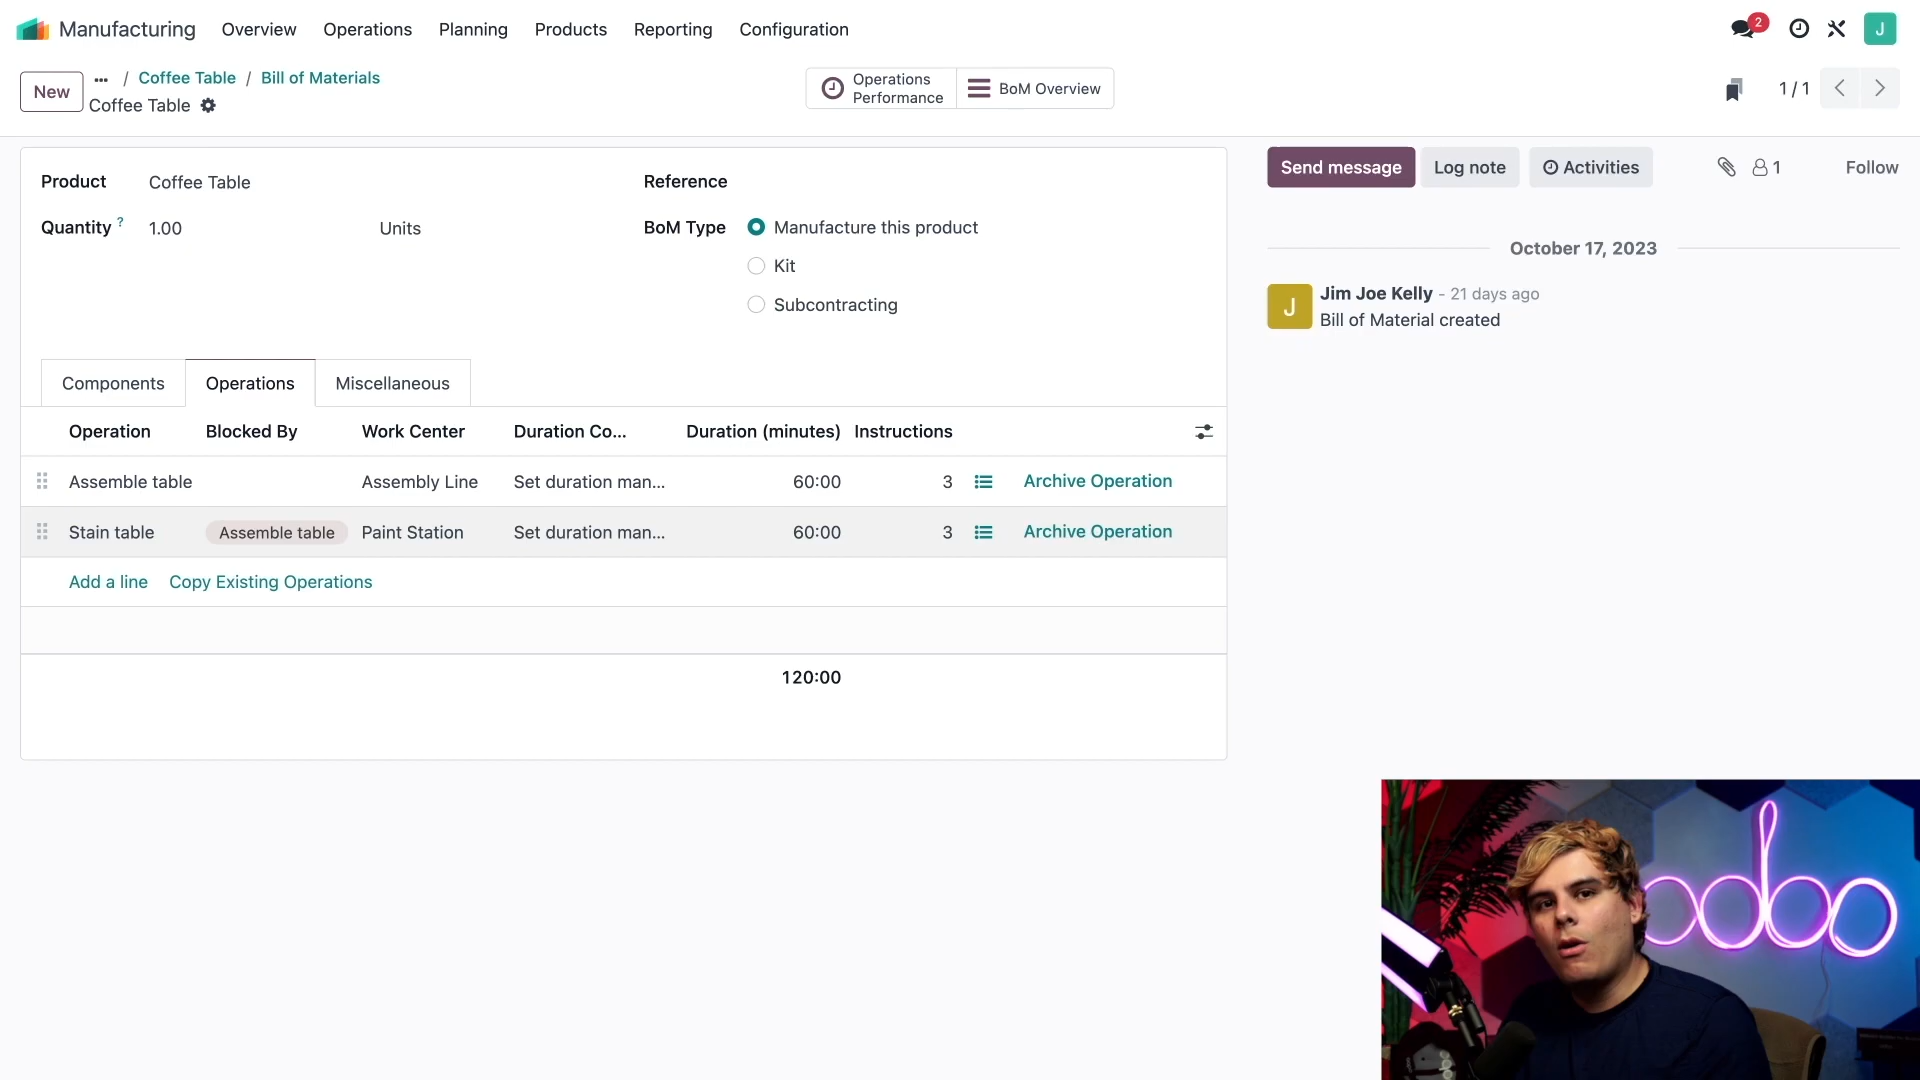 Manufacturing Overview Operations Planning Products Reporting Configuration 2 J
New ... / Coffee Table / Bill of Materials
Coffee Table
Operations Performance
BoM Overview
1 / 1
Product Coffee Table
Quantity ? 1.00 Units
Reference
BoM Type Manufacture this product
Kit
Subcontracting
Send message Log note Activities 1 Follow
October 17, 2023
J Jim Joe Kelly - 21 days ago
Bill of Material created
Components Operations Miscellaneous
Operation Blocked By Work Center Duration Co... Duration (minutes) Instructions
Assemble table Assembly Line Set duration man... 60:00 3 Archive Operation
Stain table Assemble table Paint Station Set duration man... 60:00 3 Archive Operation
Add a line Copy Existing Operations
120:00
odoo